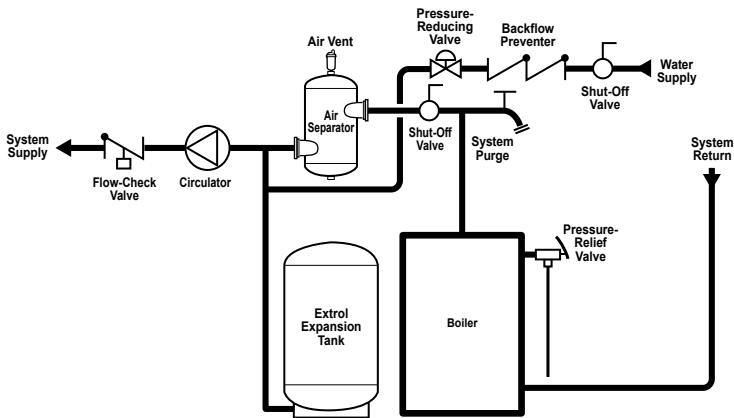 Pressure-
Reducing
Valve
Backflow
Preventer
Air Vent
Water
Supply
Shut-Off
Valve
Air
Separator
Shut-Off
Valve
System
Purge
System
Supply
Flow-Check
Valve
Circulator
System
Return
Pressure-
Relief
Valve
Extrol
Expansion
Tank
Boiler